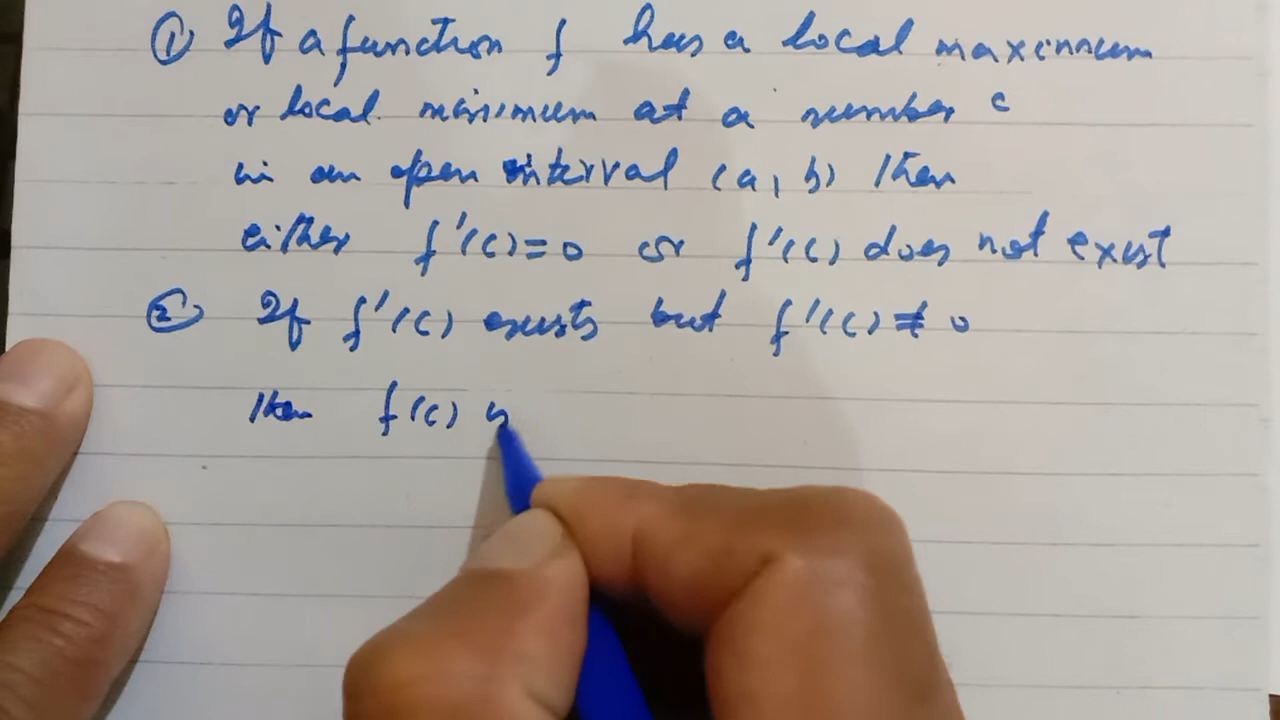 ① If a function f has a local maximum
or local minimum at a number c
in an open interval (a, b) then
either f'(c)=0 or f'(c) does not exist
② If f'(c) exists but f'(c) ≠ 0
then f(c)